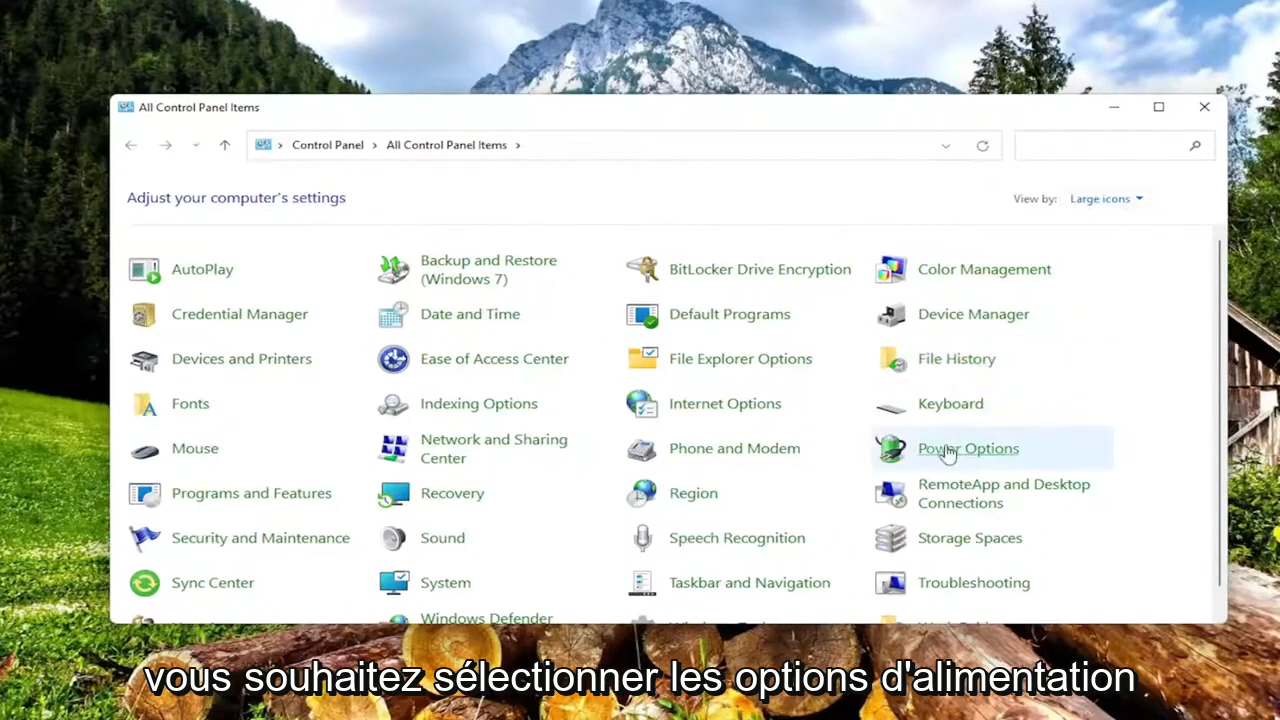 All Control Panel Items
Control Panel > All Control Panel Items >
Adjust your computer's settings
View by: Large icons
AutoPlay
Backup and Restore
(Windows 7)
BitLocker Drive Encryption
Color Management
Credential Manager
Date and Time
Default Programs
Device Manager
Devices and Printers
Ease of Access Center
File Explorer Options
File History
Fonts
Indexing Options
Internet Options
Keyboard
Mouse
Network and Sharing
Center
Phone and Modem
Power Options
Programs and Features
Recovery
Region
RemoteApp and Desktop
Connections
Security and Maintenance
Sound
Speech Recognition
Storage Spaces
Sync Center
System
Taskbar and Navigation
Troubleshooting
Windows Defender
vous souhaitez sélectionner les options d'alimentation